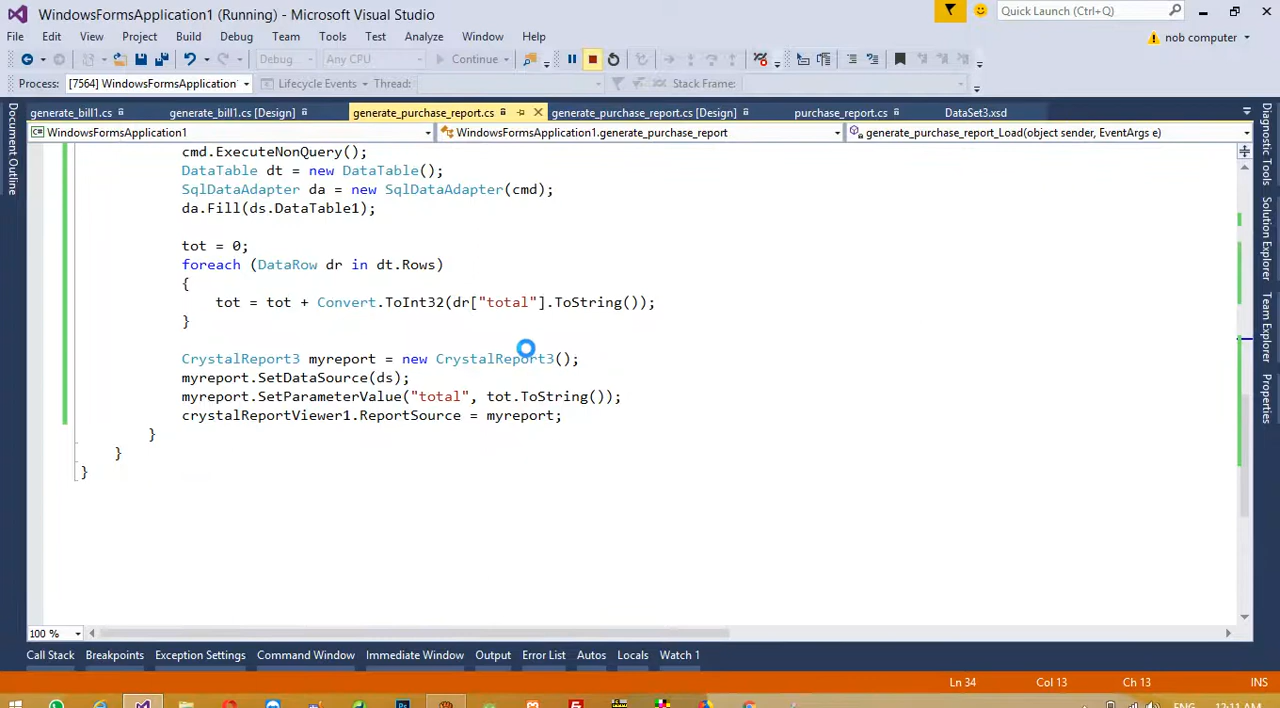 WindowsFormsApplication1 (Running) - Microsoft Visual Studio
Quick Launch (Ctrl+Q)
File Edit View Project Build Debug Team Tools Test Analyze Window Help
nob computer
Debug Any CPU Continue
Process: [7564] WindowsFormsApplication Lifecycle Events Thread: Stack Frame:
generate_bill1.cs generate_bill1.cs [Design] generate_purchase_report.cs generate_purchase_report.cs [Design] purchase_report.cs DataSet3.xsd
WindowsFormsApplication1 WindowsFormsApplication1.generate_purchase_report generate_purchase_report_Load(object sender, EventArgs e)
Document Outline
cmd.ExecuteNonQuery();
DataTable dt = new DataTable();
SqlDataAdapter da = new SqlDataAdapter(cmd);
da.Fill(ds.DataTable1);
tot = 0;
foreach (DataRow dr in dt.Rows)
{
tot = tot + Convert.ToInt32(dr["total"].ToString());
}
CrystalReport3 myreport = new CrystalReport3();
myreport.SetDataSource(ds);
myreport.SetParameterValue("total", tot.ToString());
crystalReportViewer1.ReportSource = myreport;
}
}
}
Diagnostic Tools
Solution Explorer
Team Explorer
Properties
100 %
Call Stack Breakpoints Exception Settings Command Window Immediate Window Output Error List Autos Locals Watch 1
Ln 34 Col 13 Ch 13 INS
ENG 12:11 AM